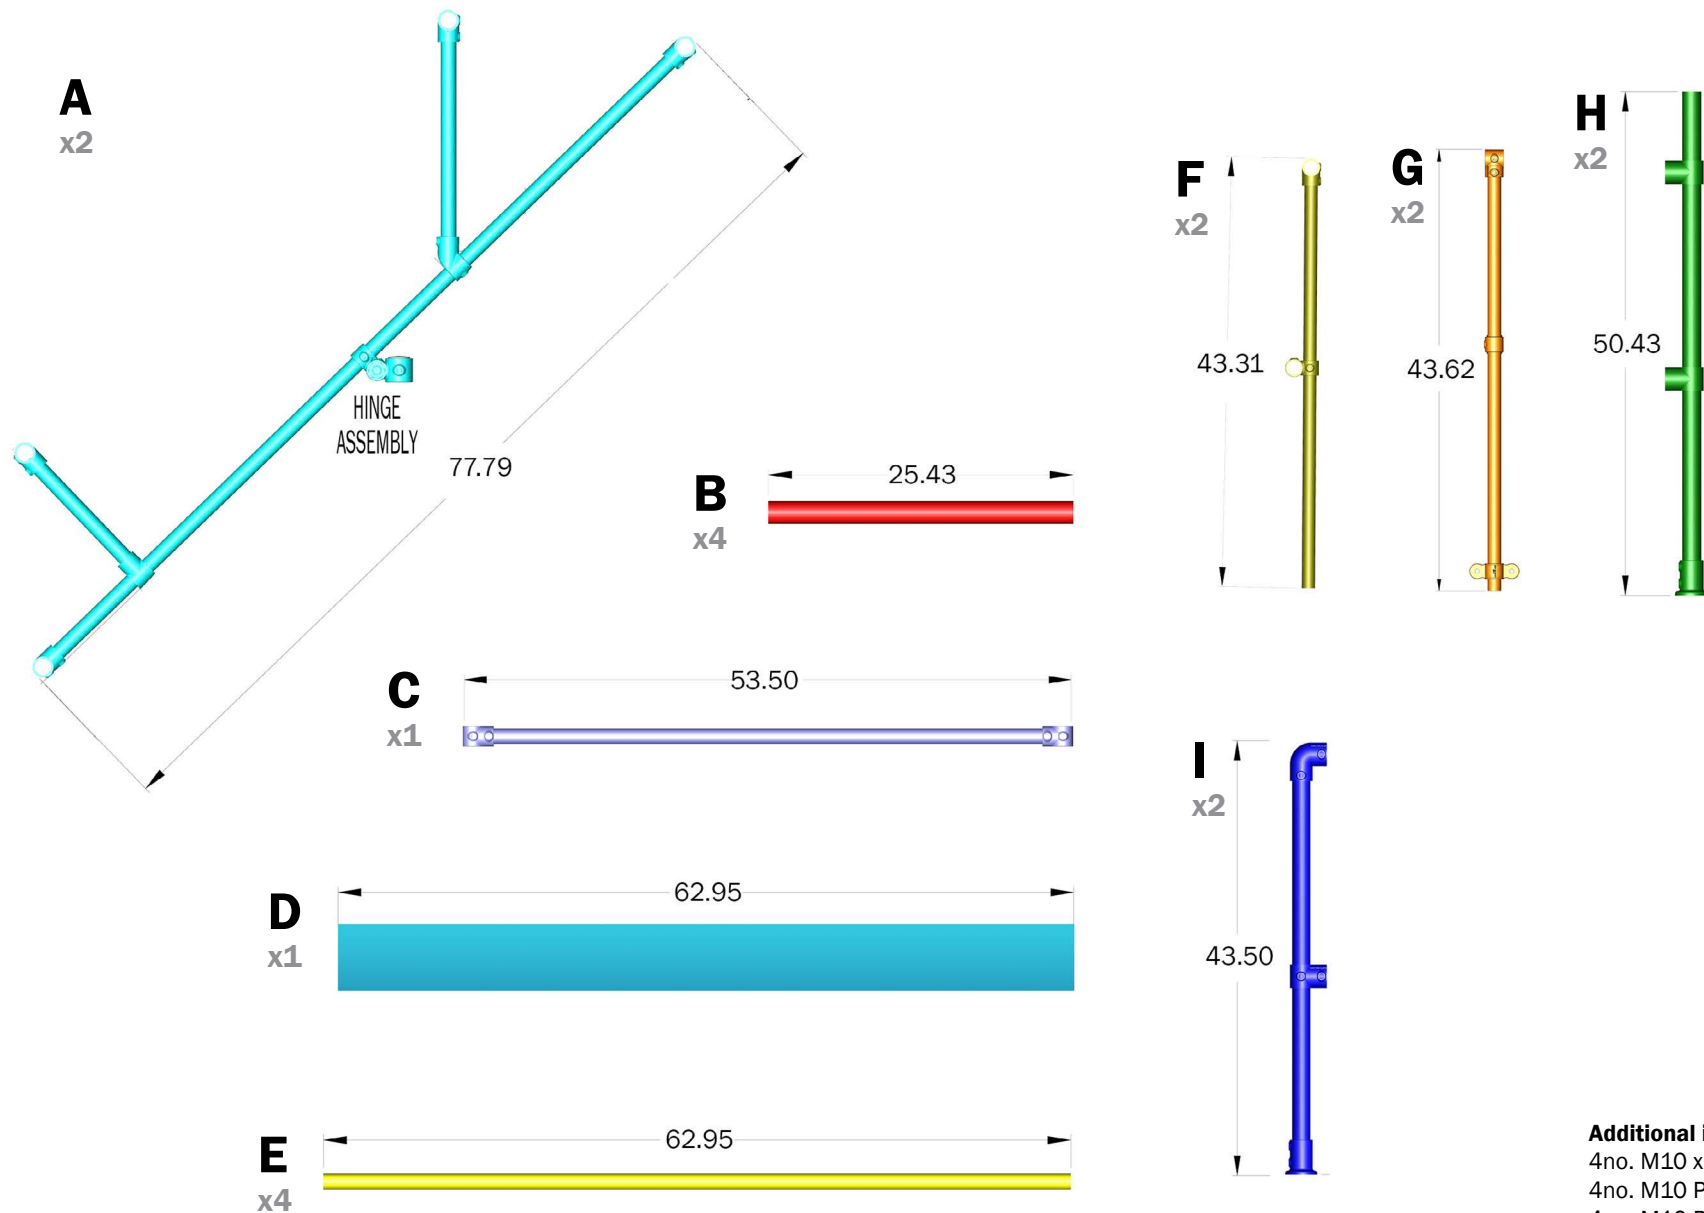 A
x2
77.79
HINGE
ASSEMBLY
B
x4
25.43
C
x1
53.50
D
x1
62.95
E
x4
62.95
F
x2
43.31
G
x2
43.62
H
x2
50.43
I
x2
43.50
Additional
4no. M10 x
4no. M10